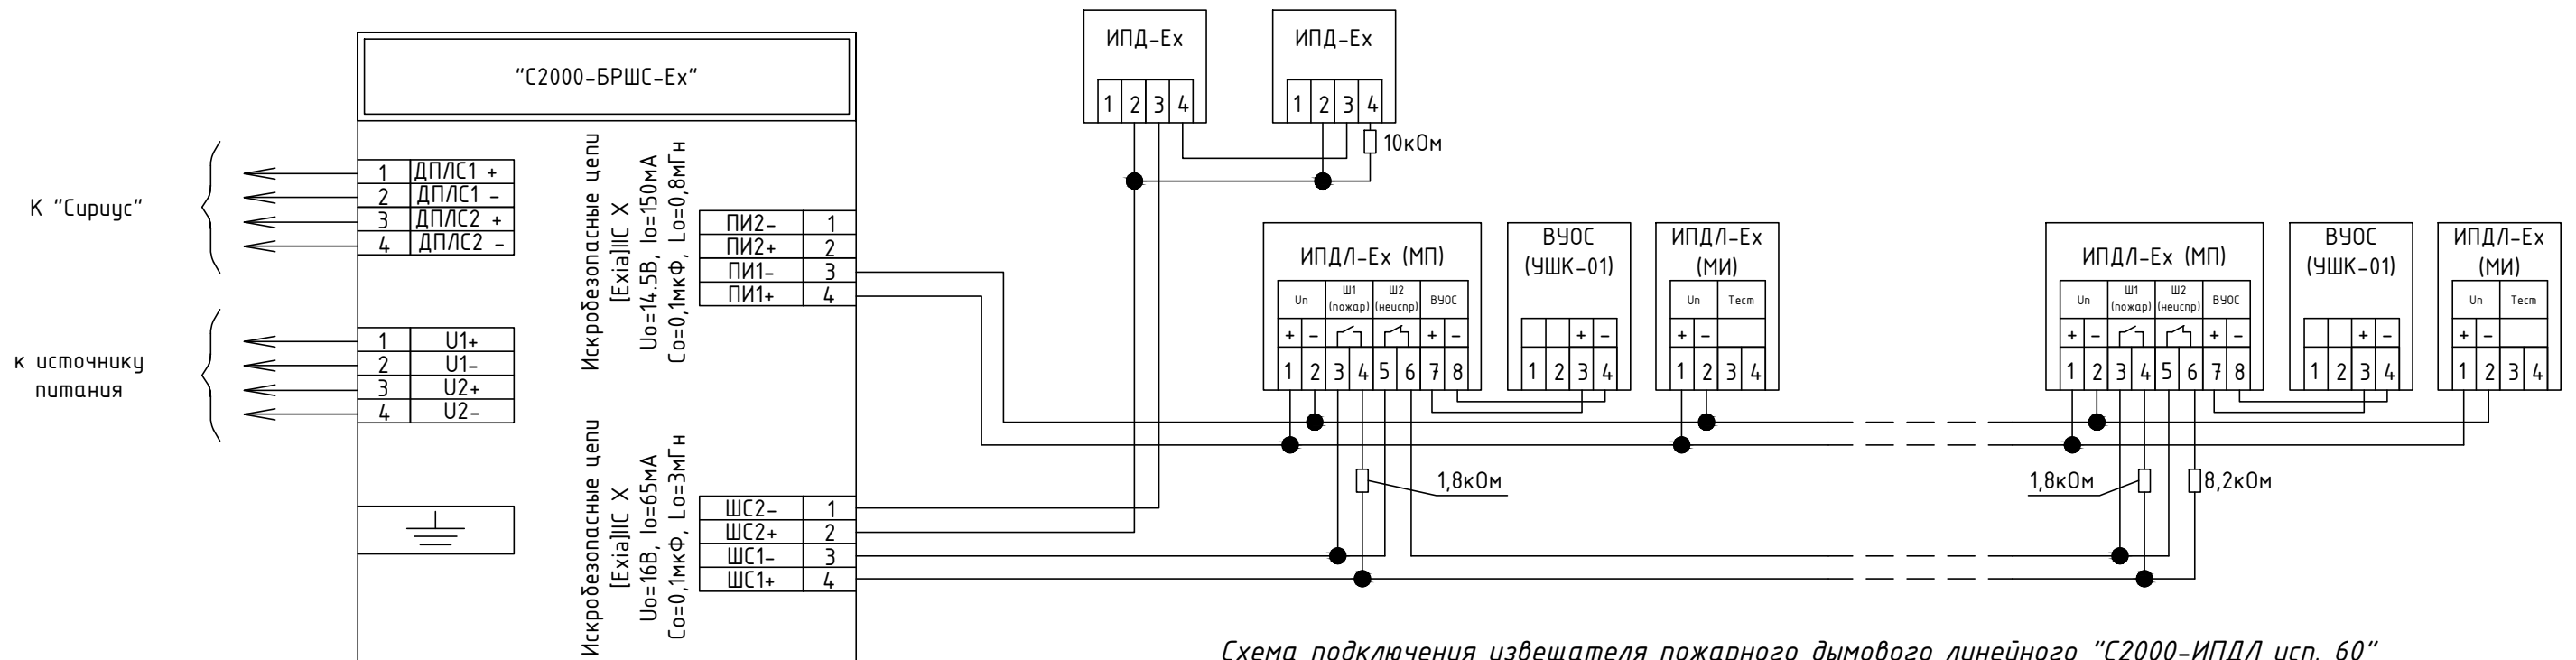 "С2000-БРШС-Ex"
К "Сириус"
1 ДПЛС1 +
2 ДПЛС1 -
3 ДПЛС2 +
4 ДПЛС2 -
к источнику
питания
1 U1+
2 U1-
3 U2+
4 U2-
Искробезопасные цепи
[Exia]IIC X
Uo=14.5В, Io=150мА
Co=0,1мкФ, Lo=0,8мГн
ПИ2- 1
ПИ2+ 2
ПИ1- 3
ПИ1+ 4
Искробезопасные цепи
[Exia]IIC X
Uo=16В, Io=65мА
Co=0,1мкФ, Lo=3мГн
ШС2- 1
ШС2+ 2
ШС1- 3
ШС1+ 4
ИПД-Ex
1 2 3 4
ИПД-Ex
1 2 3 4
10кОм
ИПДЛ-Ex (МП)
Uп Ш1 (пожар) Ш2 (неиспр) ВУОС
+ - + -
1 2 3 4 5 6 7 8
ВУОС
(УШК-01)
+ -
1 2 3 4
ИПДЛ-Ex
(МИ)
Uп Тест
+ -
1 2 3 4
1,8кОм
ИПДЛ-Ex (МП)
Uп Ш1 (пожар) Ш2 (неиспр) ВУОС
+ - + -
1 2 3 4 5 6 7 8
ВУОС
(УШК-01)
+ -
1 2 3 4
ИПДЛ-Ex
(МИ)
Uп Тест
+ -
1 2 3 4
1,8кОм
8,2кОм
Схема подключения извещателя пожарного дымового линейного "С2000-ИПДЛ исп. 60"